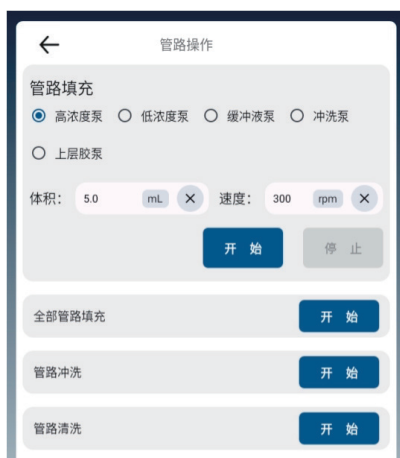 管路操作
管路填充
高浓度泵 低浓度泵 缓冲液泵 冲洗泵
上层胶泵
体积: 5.0 mL 速度: 300 rpm
开 始 停 止
全部管路填充 开 始
管路冲洗 开 始
管路清洗 开 始